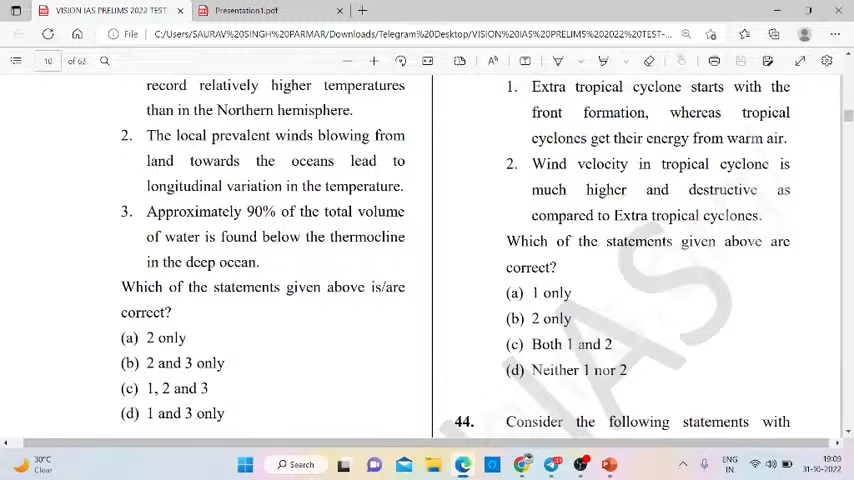 VISION IAS PRELIMS 2022 TEST
Presentation1.pdf
File
C:/Users/SAURAV%20SINGH%20PARMAR/Downloads/Telegram%20Desktop/VISION%20IAS%20PRELIMS%202022%20TEST-...
10 of 63
record relatively higher temperatures
than in the Northern hemisphere.
2. The local prevalent winds blowing from
land towards the oceans lead to
longitudinal variation in the temperature.
3. Approximately 90% of the total volume
of water is found below the thermocline
in the deep ocean.
Which of the statements given above is/are
correct?
(a) 2 only
(b) 2 and 3 only
(c) 1, 2 and 3
(d) 1 and 3 only
1. Extra tropical cyclone starts with the
front formation, whereas tropical
cyclones get their energy from warm air.
2. Wind velocity in tropical cyclone is
much higher and destructive as
compared to Extra tropical cyclones.
Which of the statements given above are
correct?
(a) 1 only
(b) 2 only
(c) Both 1 and 2
(d) Neither 1 nor 2
44. Consider the following statements with
IAS
30°C
Clear
Search
ENG
IN
19:09
31-10-2022